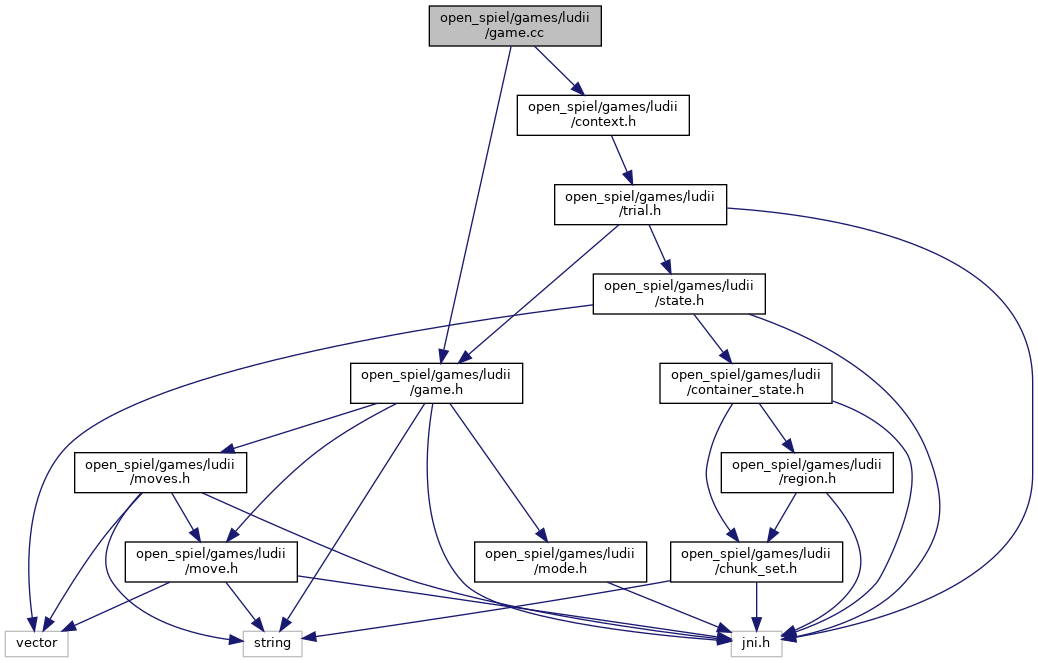 open_spiel/games/ludii
/game.cc
open_spiel/games/ludii
/context.h
open_spiel/games/ludii
/trial.h
open_spiel/games/ludii
/state.h
open_spiel/games/ludii
/game.h
open_spiel/games/ludii
/container_state.h
open_spiel/games/ludii
/moves.h
open_spiel/games/ludii
/region.h
open_spiel/games/ludii
/move.h
open_spiel/games/ludii
/mode.h
open_spiel/games/ludii
/chunk_set.h
vector
string
jni.h